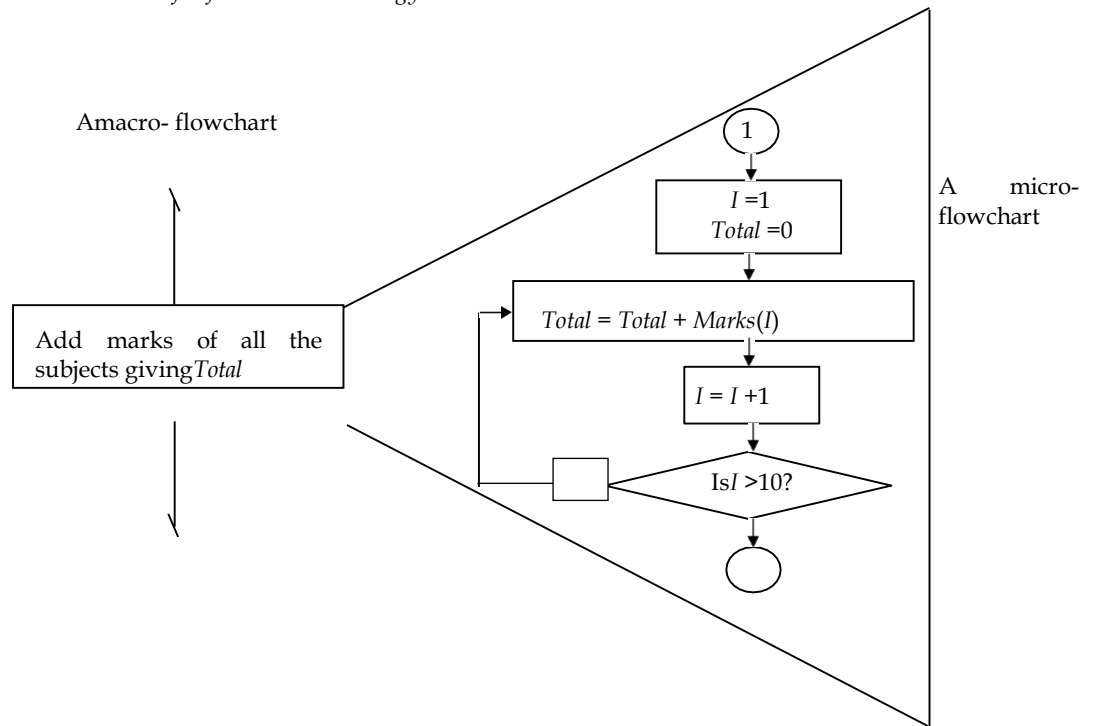 Amacro- flowchart
1
I =1
Total =0
A micro-
flowchart
Total = Total + Marks(I)
Add marks of all the
subjects givingTotal
I = I +1
IsI >10?